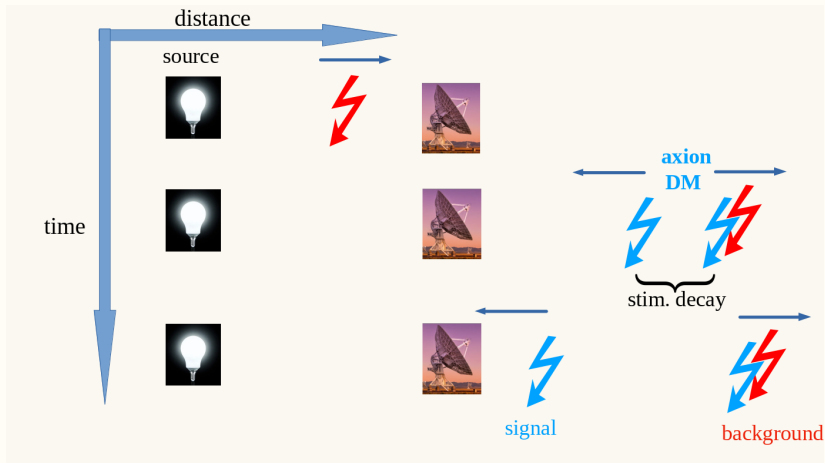 distance
source
axion
DM
time
stim. decay
signal
background